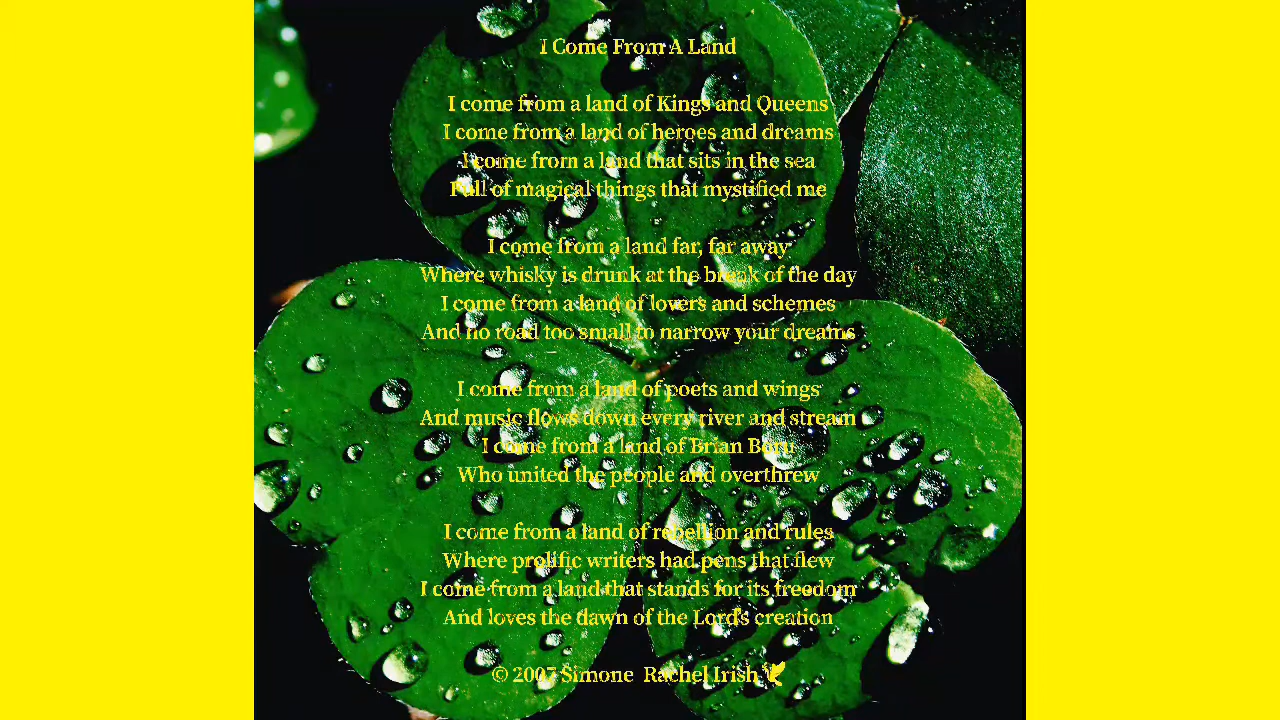 I Come From A Land
I come from a land of Kings and Queens
I come from a land of heroes and dreams
I come from a land that sits in the sea
Full of magical things that mystified me
I come from a land far, far away
Where whisky is drunk at the break of the day
I come from a land of lovers and schemes
And no road too small to narrow your dreams
I come from a land of poets and wings
And music flows down every river and stream
I come from a land of Brian Boru
Who united the people and overthrew
I come from a land of rebellion and rules
Where prolific writers had pens that flew
I come from a land that stands for its freedom
And loves the dawn of the Lord's creation
© 2007 Simone Rachel Irish